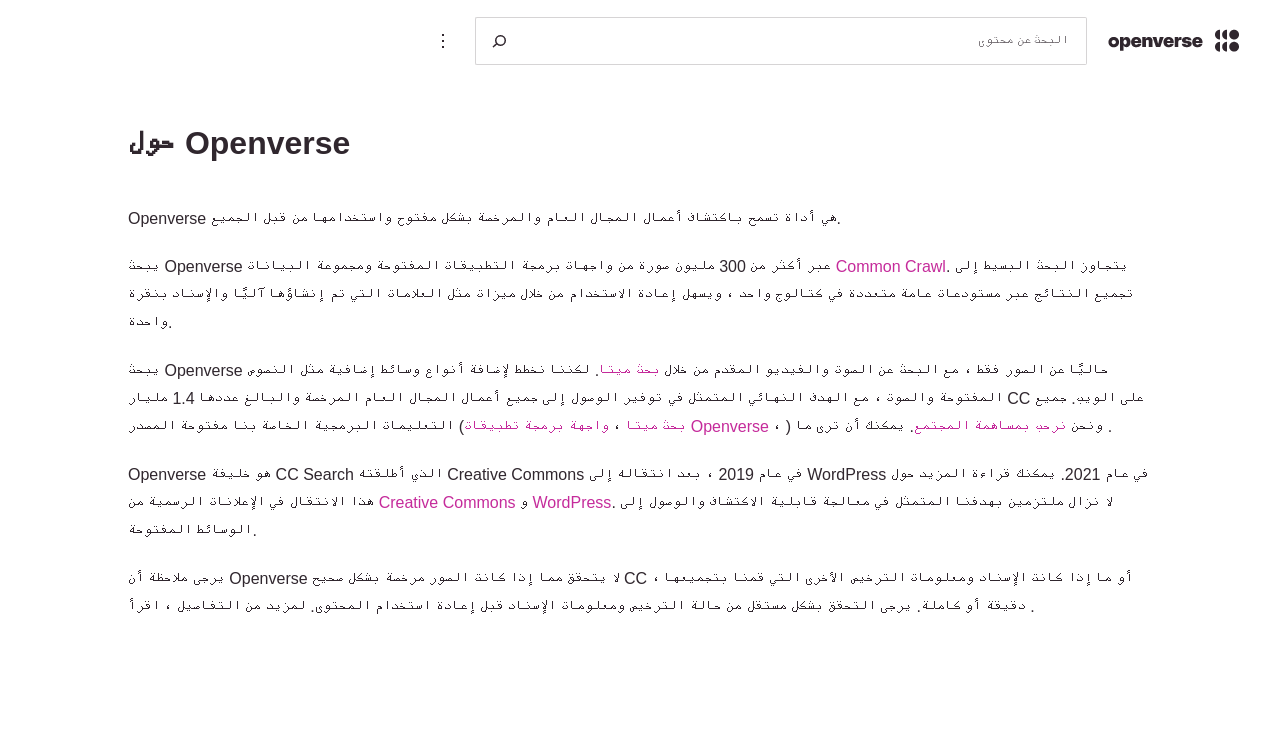 البحث عن محتوى
openverse
حول Openverse
Openverse هي أداة تسمح باكتشاف أعمال المجال العام والمرخصة بشكل مفتوح واستخدامها من قبل الجميع.
يبحث Openverse عبر أكثر من 300 مليون صورة من واجهات برمجة التطبيقات المفتوحة ومجموعة البيانات Common Crawl. يتجاوز البحث البسيط إلى
تجميع النتائج عبر مستودعات عامة متعددة في كتالوج واحد ، ويسهل إعادة الاستخدام من خلال ميزات مثل العلامات التي تم إنشاؤها آليًا والإسناد بنقرة
واحدة.
يبحث Openverse حاليًا عن الصور فقط ، مع البحث عن الصوت والفيديو المقدم من خلال بحث ميتا. لكننا نخطط لإضافة أنواع وسائط إضافية مثل النصوص
المفتوحة والصوت ، مع الهدف النهائي المتمثل في توفير الوصول إلى جميع أعمال المجال العام المرخصة والبالغ عددها 1.4 مليار CC على الويب. جميع
التعليمات البرمجية الخاصة بنا مفتوحة المصدر (بحث ميتا ، واجهة برمجة تطبيقات Openverse ، ) ونحن نرحب بمساهمة المجتمع. يمكنك أن ترى ما .
Openverse هو خليفة CC Search الذي أطلقته Creative Commons في عام 2019 ، بعد انتقاله إلى WordPress في عام 2021. يمكنك قراءة المزيد حول
هذا الانتقال في الإعلانات الرسمية من Creative Commons و WordPress. لا نزال ملتزمين بهدفنا المتمثل في معالجة قابلية الاكتشاف والوصول إلى
الوسائط المفتوحة.
يرجى ملاحظة أن Openverse لا يتحقق مما إذا كانت الصور مرخصة بشكل صحيح CC ، أو ما إذا كانت الإسناد ومعلومات الترخيص الأخرى التي قمنا بتجميعها
دقيقة أو كاملة. يرجى التحقق بشكل مستقل من حالة الترخيص ومعلومات الإسناد قبل إعادة استخدام المحتوى. لمزيد من التفاصيل ، اقرأ .